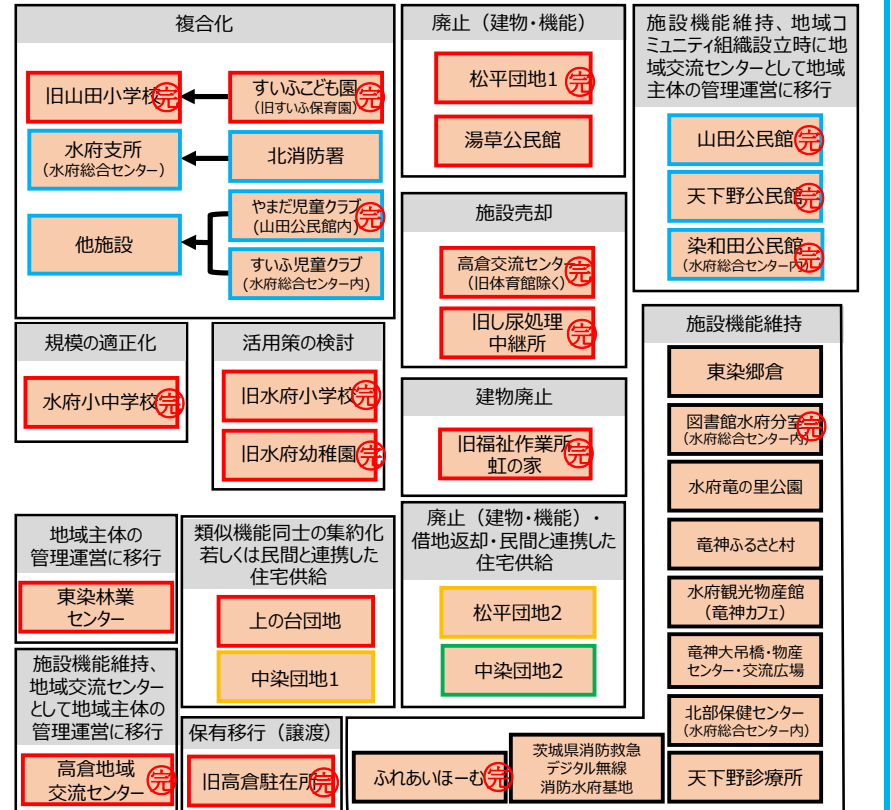 複合化
旧山田小学校
完
すいふこども園
(旧すいふ保育園)
完
水府支所
(水府総合センター)
北消防署
他施設
やまだ児童クラブ
(山田公民館内)
完
すいふ児童クラブ
(水府総合センター内)
廃止（建物・機能）
松平団地1
完
湯草公民館
施設売却
高倉交流センター
(旧体育館除く)
完
旧し尿処理
中継所
完
施設機能維持、地域コ
ミュニティ組織設立時に地
域交流センターとして地域
主体の管理運営に移行
山田公民館
完
天下野公民館
完
染和田公民館
(水府総合センター内)
完
規模の適正化
水府小中学校
完
活用策の検討
旧水府小学校
完
旧水府幼稚園
完
建物廃止
旧福祉作業所
虹の家
完
施設機能維持
東染郷倉
図書館水府分室
(水府総合センター内)
完
水府竜の里公園
竜神ふるさと村
水府観光物産館
(竜神カフェ)
竜神大吊橋・物産
センター・交流広場
北部保健センター
(水府総合センター内)
天下野診療所
茨城県消防救急
デジタル無線
消防水府基地
ふれあいほーむ
完
地域主体の
管理運営に移行
東染林業
センター
類似機能同士の集約化
若しくは民間と連携した
住宅供給
上の台団地
中染団地1
廃止（建物・機能）・
借地返却・民間と連携した
住宅供給
松平団地2
中染団地2
施設機能維持、
地域交流センター
として地域主体の
管理運営に移行
高倉地域
交流センター
完
保有移行（譲渡）
旧高倉駐在所
完